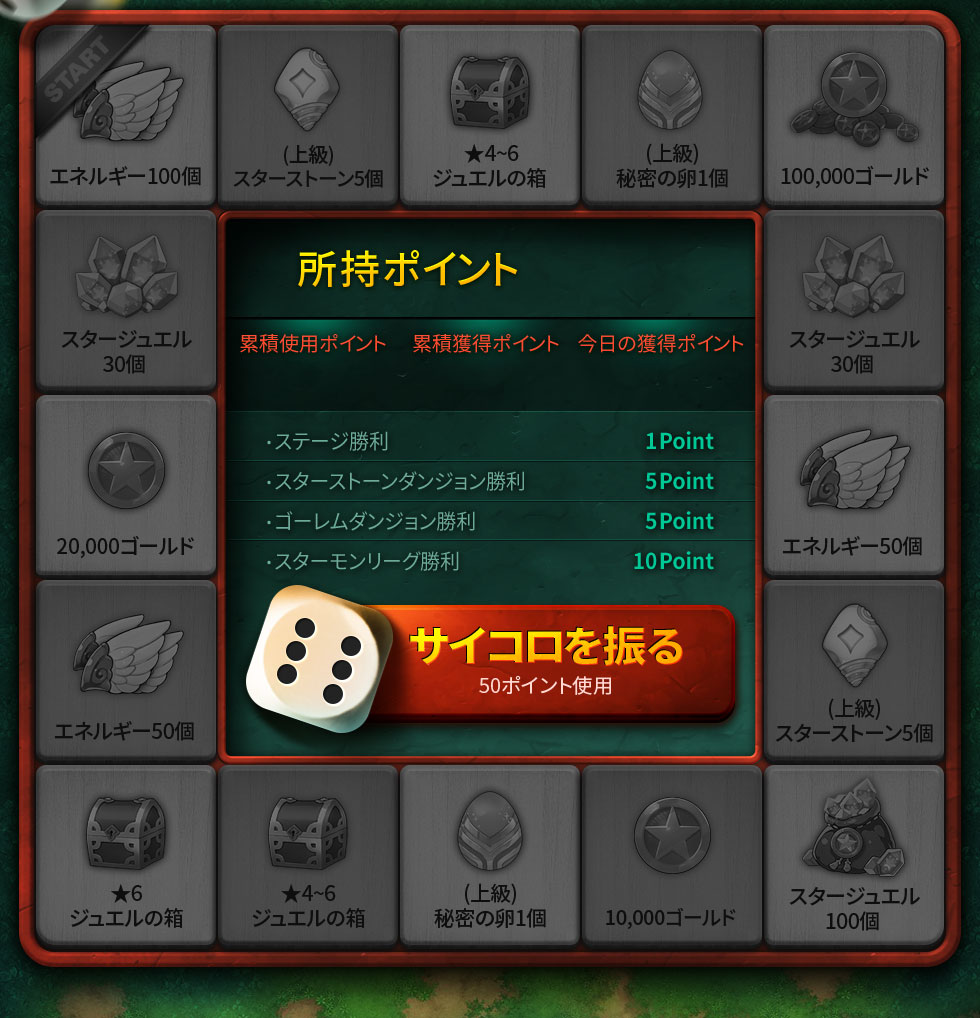 START
エネルギー100個
(上級)
スターストーン5個
★4~6
ジュエルの箱
(上級)
秘密の卵1個
100,000ゴールド
スタージュエル
30個
所持ポイント
スタージュエル
30個
累積使用ポイント
累積獲得ポイント
今日の獲得ポイント
20,000ゴールド
・ステージ勝利 1Point
・スターストーンダンジョン勝利 5Point
・ゴーレムダンジョン勝利 5Point
・スターモンリーグ勝利 10Point
エネルギー50個
エネルギー50個
サイコロを振る
50ポイント使用
(上級)
スターストーン5個
★6
ジュエルの箱
★4~6
ジュエルの箱
(上級)
秘密の卵1個
10,000ゴールド
スタージュエル
100個